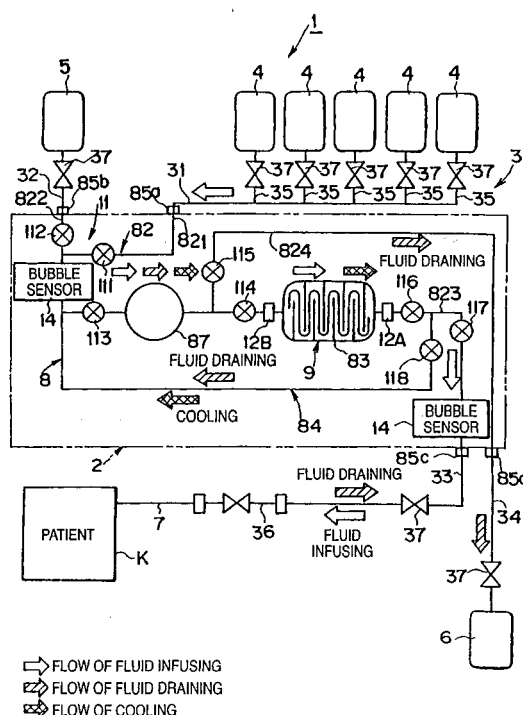 1
5
4 4 4 4 4
37
37 37 37 37 37
3
32
85b
35 35 35 35 35
31
85a
822
11
112
82
821
111
115
824
FLUID DRAINING
BUBBLE SENSOR
14
113
87
114
12B
9
83
12A
116
823
117
118
8
FLUID DRAINING
COOLING
84
BUBBLE SENSOR
14
2
85c
85d
33
34
FLUID DRAINING
FLUID INFUSING
7
36
37
PATIENT
K
37
6
FLOW OF FLUID INFUSING
FLOW OF FLUID DRAINING
FLOW OF COOLING